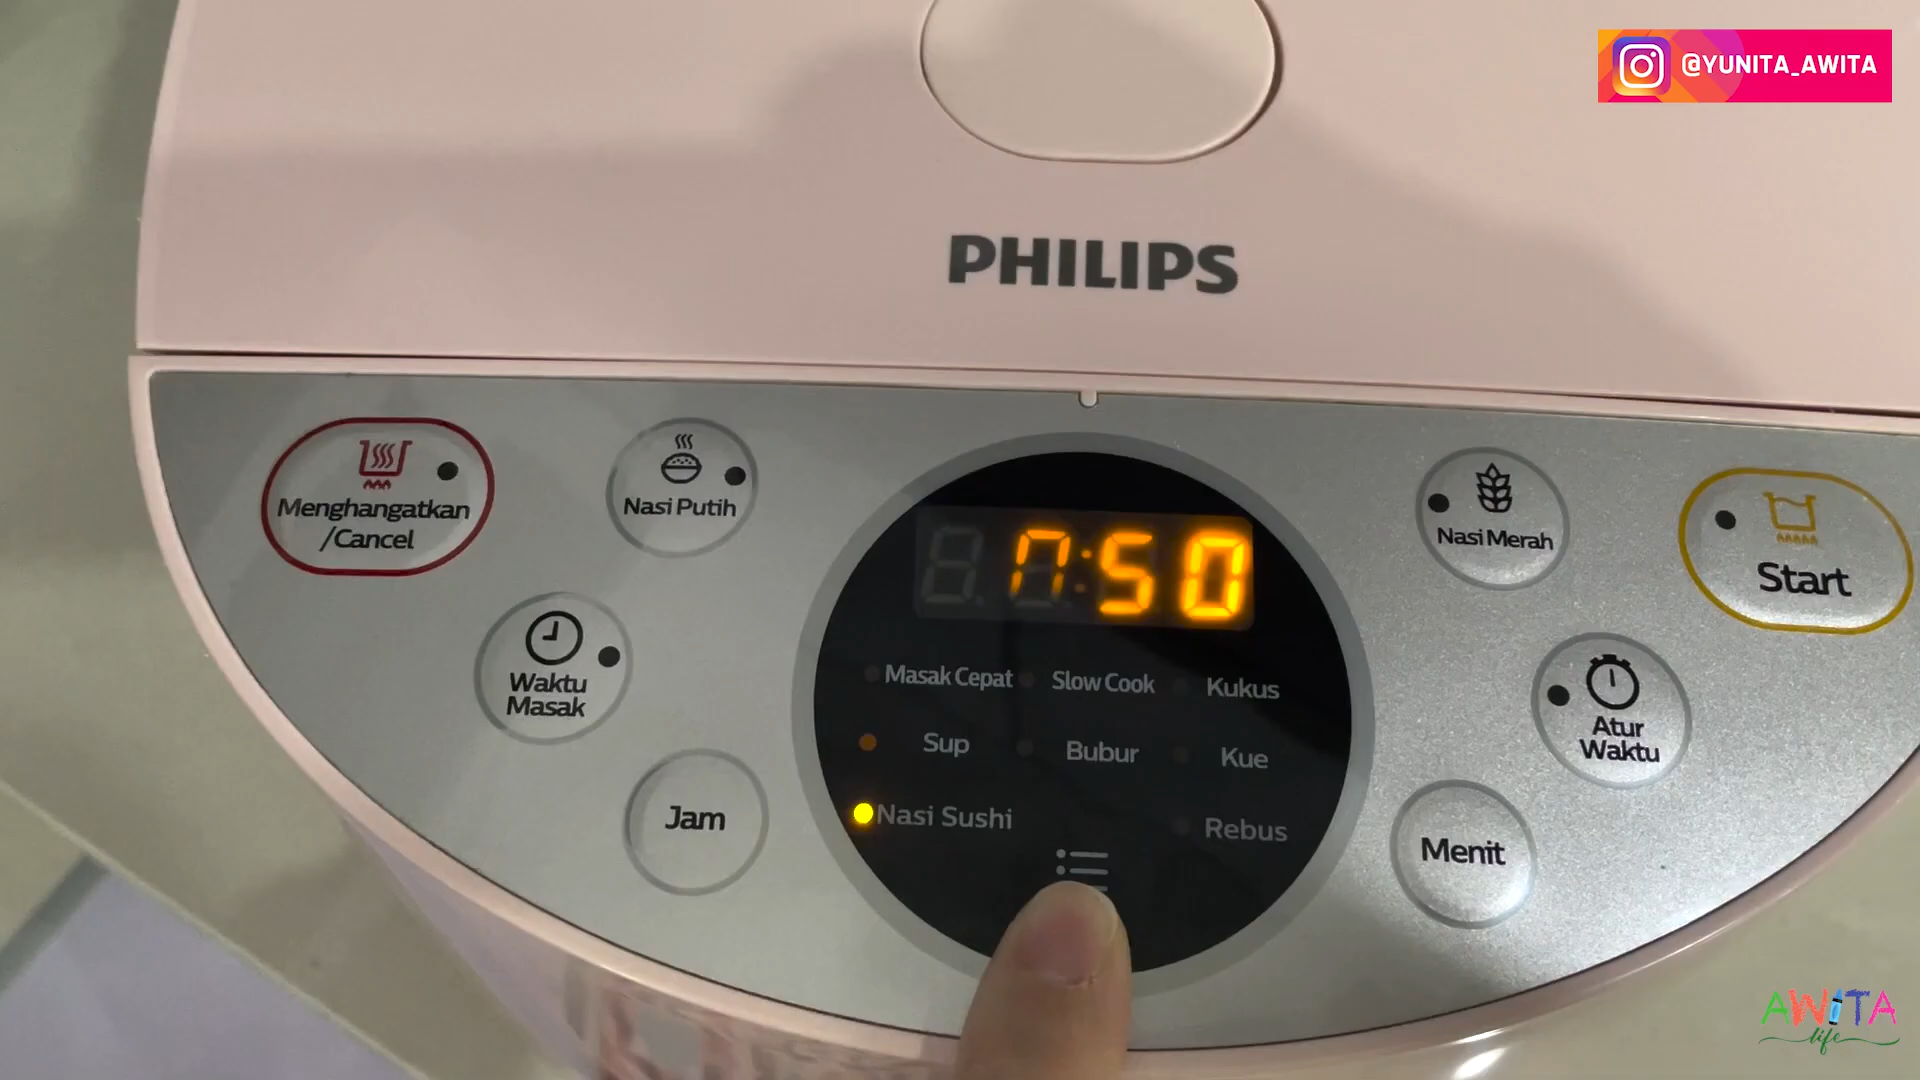 @YUNITA_AWITA
PHILIPS
Menghangatkan
/Cancel
Nasi Putih
Nasi Merah
Start
Waktu
Masak
Atur
Waktu
Jam
Menit
7:50
Masak Cepat
Slow Cook
Kukus
Sup
Bubur
Kue
Nasi Sushi
Rebus
AWITA
life